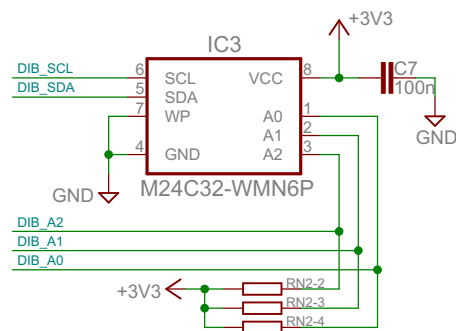 +3V3
IC3
DIB_SCL 6 SCL VCC 8 C7
DIB_SDA 5 SDA 100n
7 WP A0 1
A1 2 GND
4 GND A2 3
GND M24C32-WMN6P
DIB_A2
DIB_A1
DIB_A0
RN2-2
+3V3 RN2-3
RN2-4